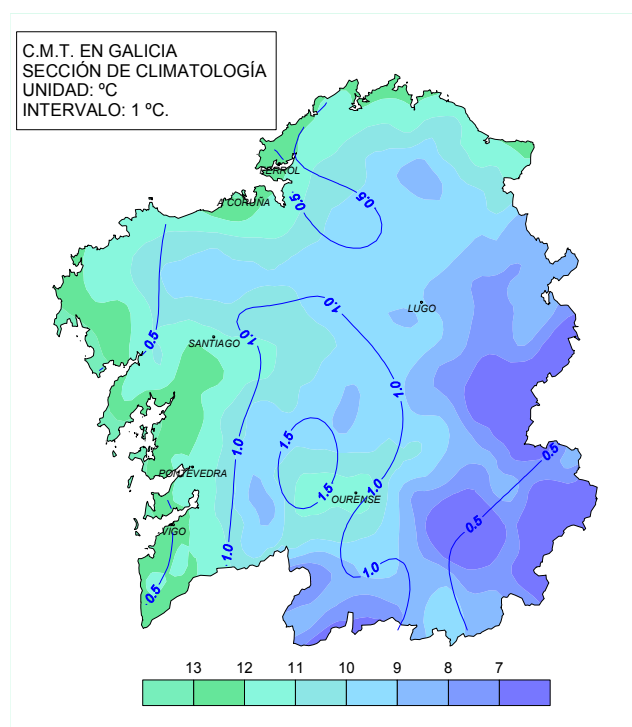 C.M.T. EN GALICIA
SECCIÓN DE CLIMATOLOGÍA
UNIDAD: ºC
INTERVALO: 1 ºC.
FERROL
0.5
0.5
A CORUÑA
1.0
LUGO
0.5
1.0
SANTIAGO
1.0
1.0
1.5
0.5
PONTEVEDRA
1.0
1.5
OURENSE
VIGO
0.5
1.0
1.0
0.5
13 12 11 10 9 8 7